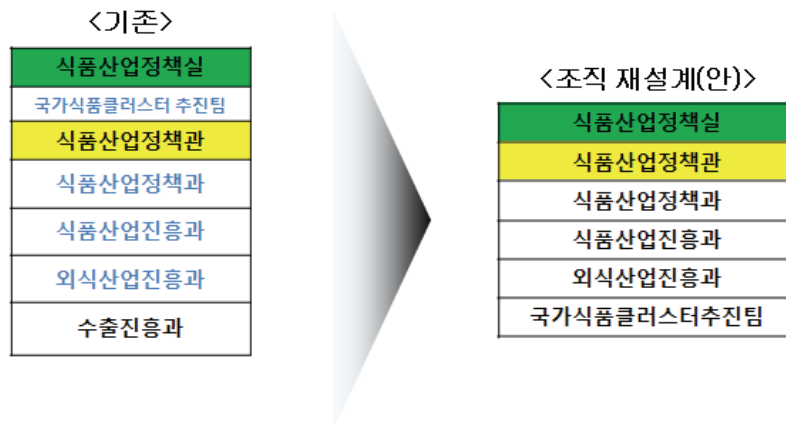 <기존>
식품산업정책실
국가식품클러스터 추진팀
식품산업정책관
식품산업정책과
식품산업진흥과
외식산업진흥과
수출진흥과
<조직 재설계(안)>
식품산업정책실
식품산업정책관
식품산업정책과
식품산업진흥과
외식산업진흥과
국가식품클러스터추진팀